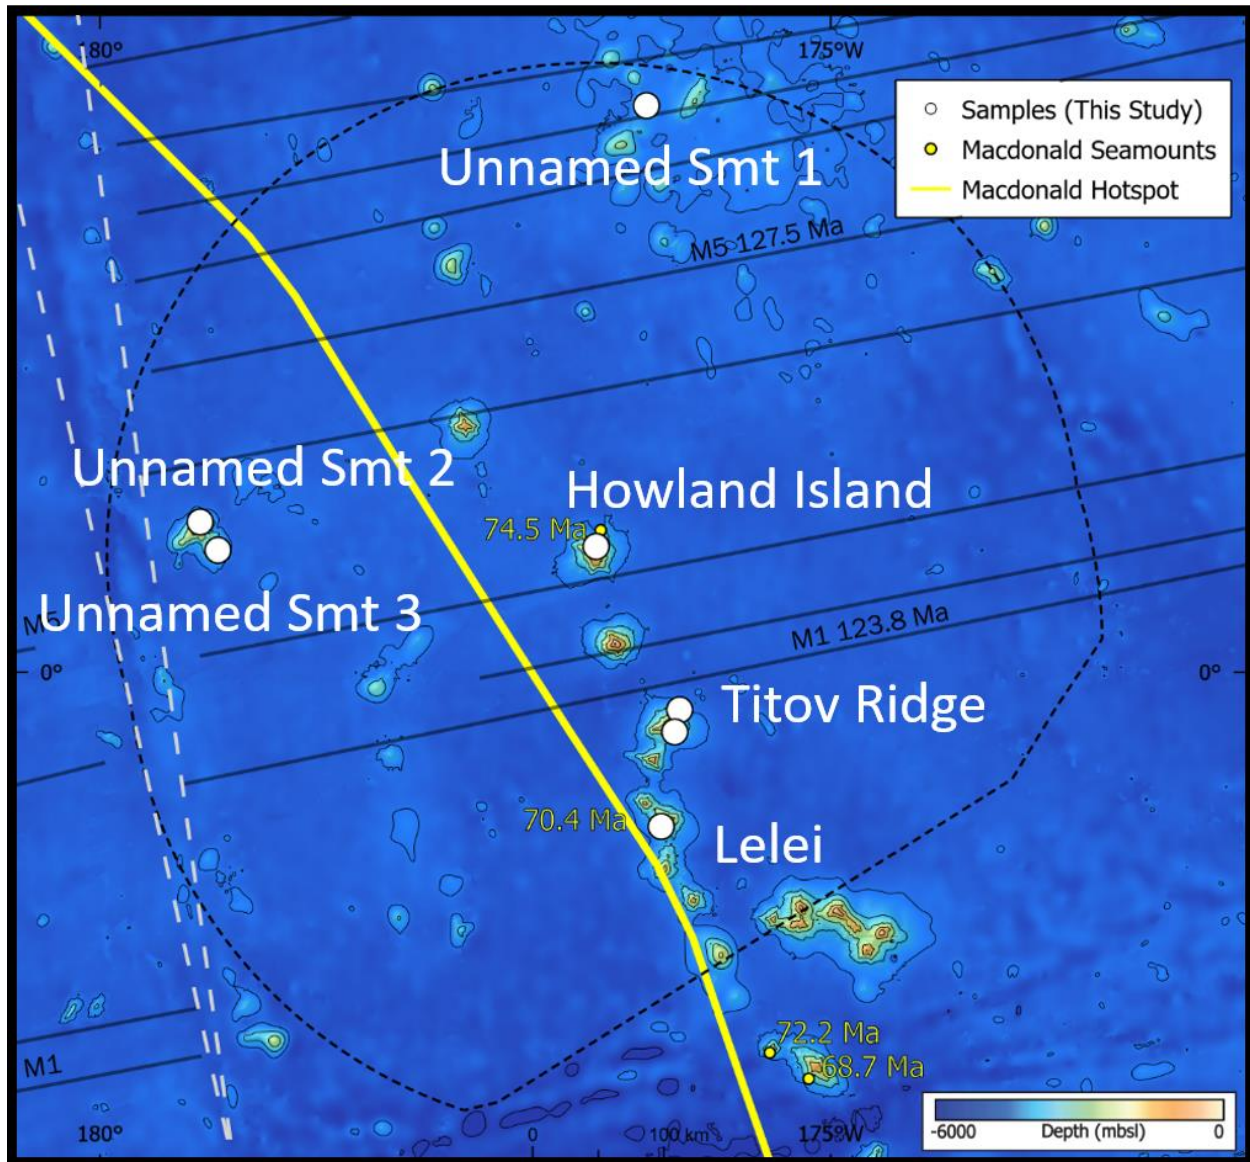 180°
175°W
Samples (This Study)
Macdonald Seamounts
Macdonald Hotspot
Unnamed Smt 1
M5 127.5 Ma
Unnamed Smt 2
Howland Island
74.5 Ma
Unnamed Smt 3
M5
M1 123.8 Ma
0°
0°
Titov Ridge
70.4 Ma
Lelei
72.2 Ma
68.7 Ma
M1
180°
0
100 km
175°W
-6000
Depth (mbsl)
0